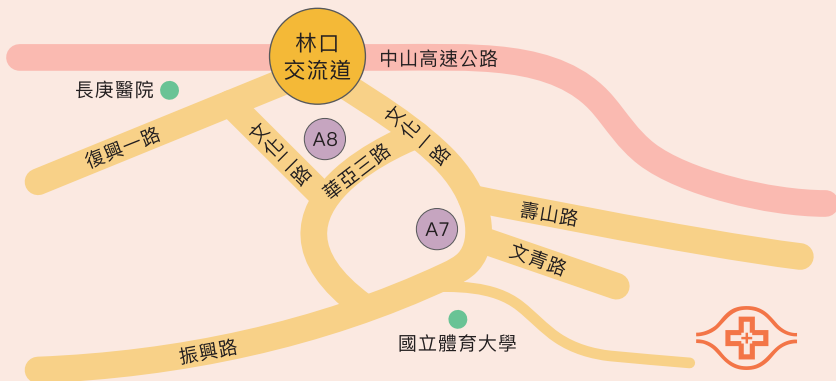 林口
交流道
中山高速公路
長庚醫院
復興一路
文化二路
A8
華亞三路
文化一路
壽山路
A7
文青路
國立體育大學
振興路